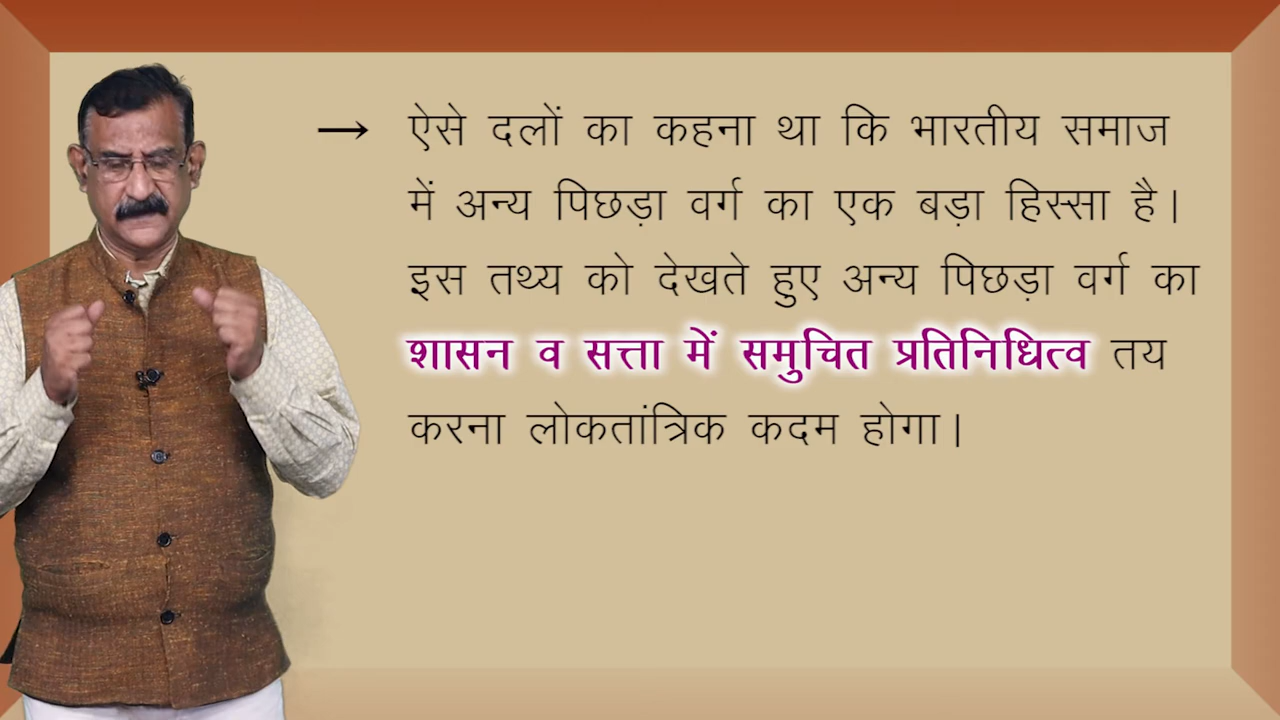 → ऐसे दलों का कहना था कि भारतीय समाज
में अन्य पिछड़ा वर्ग का एक बड़ा हिस्सा है।
इस तथ्य को देखते हुए अन्य पिछड़ा वर्ग का
शासन व सत्ता में समुचित प्रतिनिधित्व तय
करना लोकतांत्रिक कदम होगा।